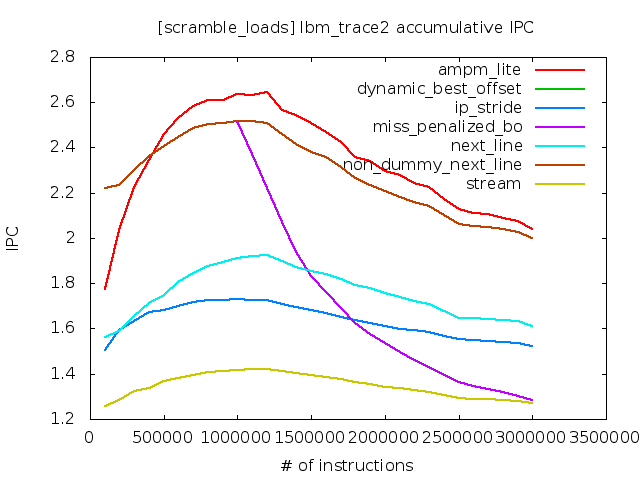 [scramble_loads] lbm_trace2 accumulative IPC
2.8
2.6
2.4
2.2
2
1.8
1.6
1.4
1.2
IPC
ampm_lite
dynamic_best_offset
ip_stride
miss_penalized_bo
next_line
non_dummy_next_line
stream
0 500000 1000000 1500000 2000000 2500000 3000000 3500000
# of instructions